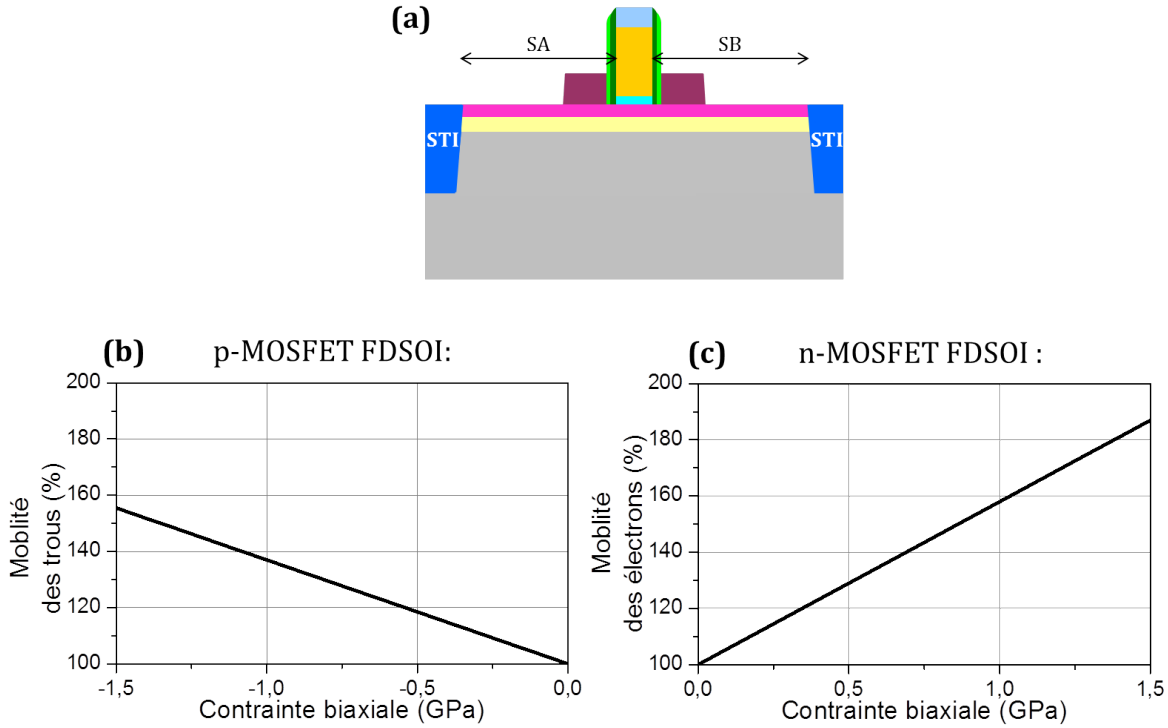 (a)
SA
SB
STI
STI
(b) p-MOSFET FDSOI:
200
180
160
140
120
100
-1,5
-1,0
-0,5
0,0
Moblité
des trous (%)
Contrainte biaxiale (GPa)
(c) n-MOSFET FDSOI :
200
180
160
140
120
100
0,0
0,5
1,0
1,5
Moblité
des électrons (%)
Contrainte biaxiale (GPa)